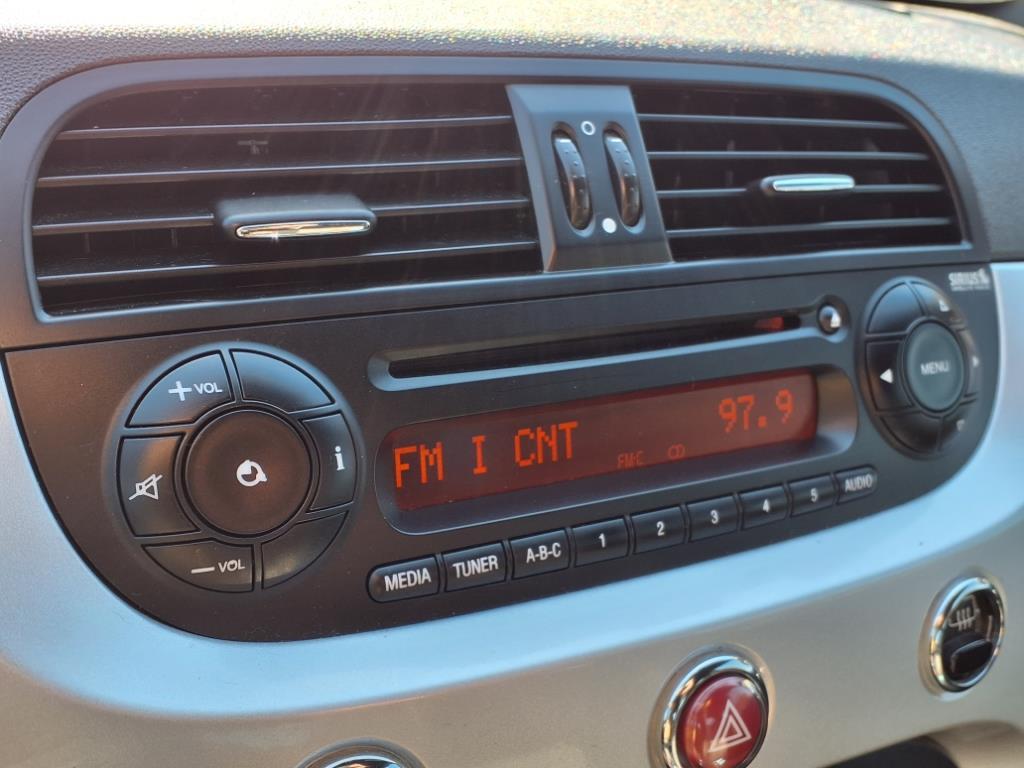 SIRIUS
+ VOL
MENU
i
97.9
FM I CNT
FM-C
- VOL
MEDIA TUNER A-B-C 1 2 3 4 5 AUDIO